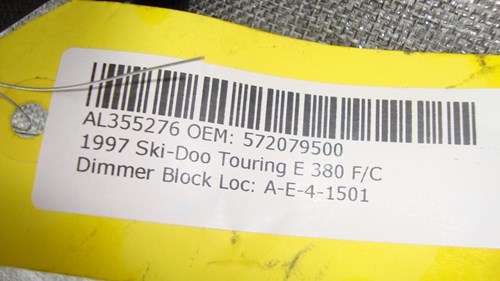 AL355276 OEM: 572079500
1997 Ski-Doo Touring E 380 F/C
Dimmer Block Loc: A-E-4-1501